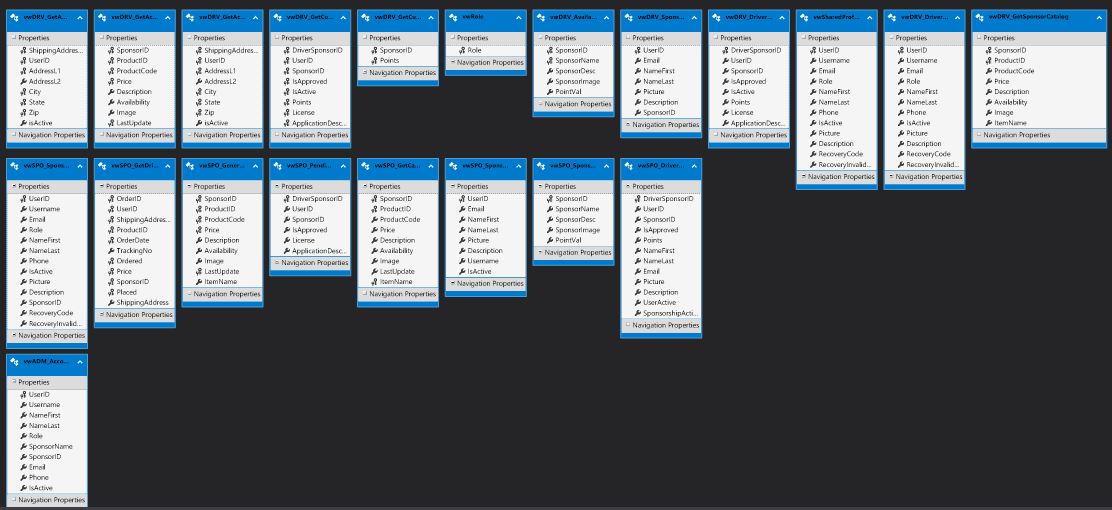 vwDRV_GetA...
Properties
ShippingAddres...
UserID
AddressL1
AddressL2
City
State
Zip
isActive
Navigation Properties
vwDRV_GetAc...
Properties
SponsorID
ProductID
ProductCode
Price
Description
Availability
Image
LastUpdate
Navigation Properties
vwDRV_GetAc...
Properties
ShippingAddres...
UserID
AddressL1
AddressL2
City
State
Zip
isActive
Navigation Properties
vwDRV_GetCu...
Properties
DriverSponsorID
UserID
SponsorID
IsApproved
IsActive
Points
License
ApplicationDesc...
Navigation Properties
vwDRV_GetCu...
Properties
SponsorID
Points
Navigation Properties
vwRole
Properties
Role
Navigation Properties
vwDRV_Availa...
Properties
SponsorID
SponsorName
SponsorDesc
SponsorImage
PointVal
Navigation Properties
vwDRV_Spons...
Properties
UserID
Email
NameFirst
NameLast
Picture
Description
SponsorID
Navigation Properties
vwDRV_Driver...
Properties
DriverSponsorID
UserID
SponsorID
IsApproved
IsActive
Points
License
ApplicationDesc...
Navigation Properties
vwSharedProf...
Properties
UserID
Username
Email
Role
NameFirst
NameLast
Phone
IsActive
Picture
Description
RecoveryCode
RecoveryInvalid...
Navigation Properties
vwDRV_Driver...
Properties
UserID
Username
Email
Role
NameFirst
NameLast
Phone
IsActive
Picture
Description
RecoveryCode
RecoveryInvalid...
Navigation Properties
vwDRV_GetSponsorCatalog
Properties
SponsorID
ProductID
ProductCode
Price
Description
Availability
Image
ItemName
Navigation Properties
vwSPO_Spons...
Properties
UserID
Username
Email
Role
NameFirst
NameLast
Phone
IsActive
Picture
Description
SponsorID
RecoveryCode
RecoveryInvalid...
Navigation Properties
vwSPO_GetDri...
Properties
OrderID
UserID
ShippingAddres...
ProductID
OrderDate
TrackingNo
Ordered
Price
SponsorID
Placed
ShippingAddress
Navigation Properties
vwSPO_Gener...
Properties
SponsorID
ProductID
ProductCode
Price
Description
Availability
Image
LastUpdate
ItemName
Navigation Properties
vwSPO_Pendi...
Properties
DriverSponsorID
UserID
SponsorID
IsApproved
License
ApplicationDesc...
Navigation Properties
vwSPO_GetCa...
Properties
SponsorID
ProductID
ProductCode
Price
Description
Availability
Image
LastUpdate
ItemName
Navigation Properties
vwSPO_Spons...
Properties
UserID
Email
NameFirst
NameLast
Picture
Description
Username
IsActive
Navigation Properties
vwSPO_Spons...
Properties
SponsorID
SponsorName
SponsorDesc
SponsorImage
PointVal
Navigation Properties
vwSPO_Driver...
Properties
DriverSponsorID
UserID
SponsorID
IsApproved
Points
NameFirst
NameLast
Email
Picture
Description
UserActive
SponsorshipActi...
Navigation Properties
vwADM_Acco...
Properties
UserID
Username
NameFirst
NameLast
Role
SponsorName
SponsorID
Email
Phone
IsActive
Navigation Properties